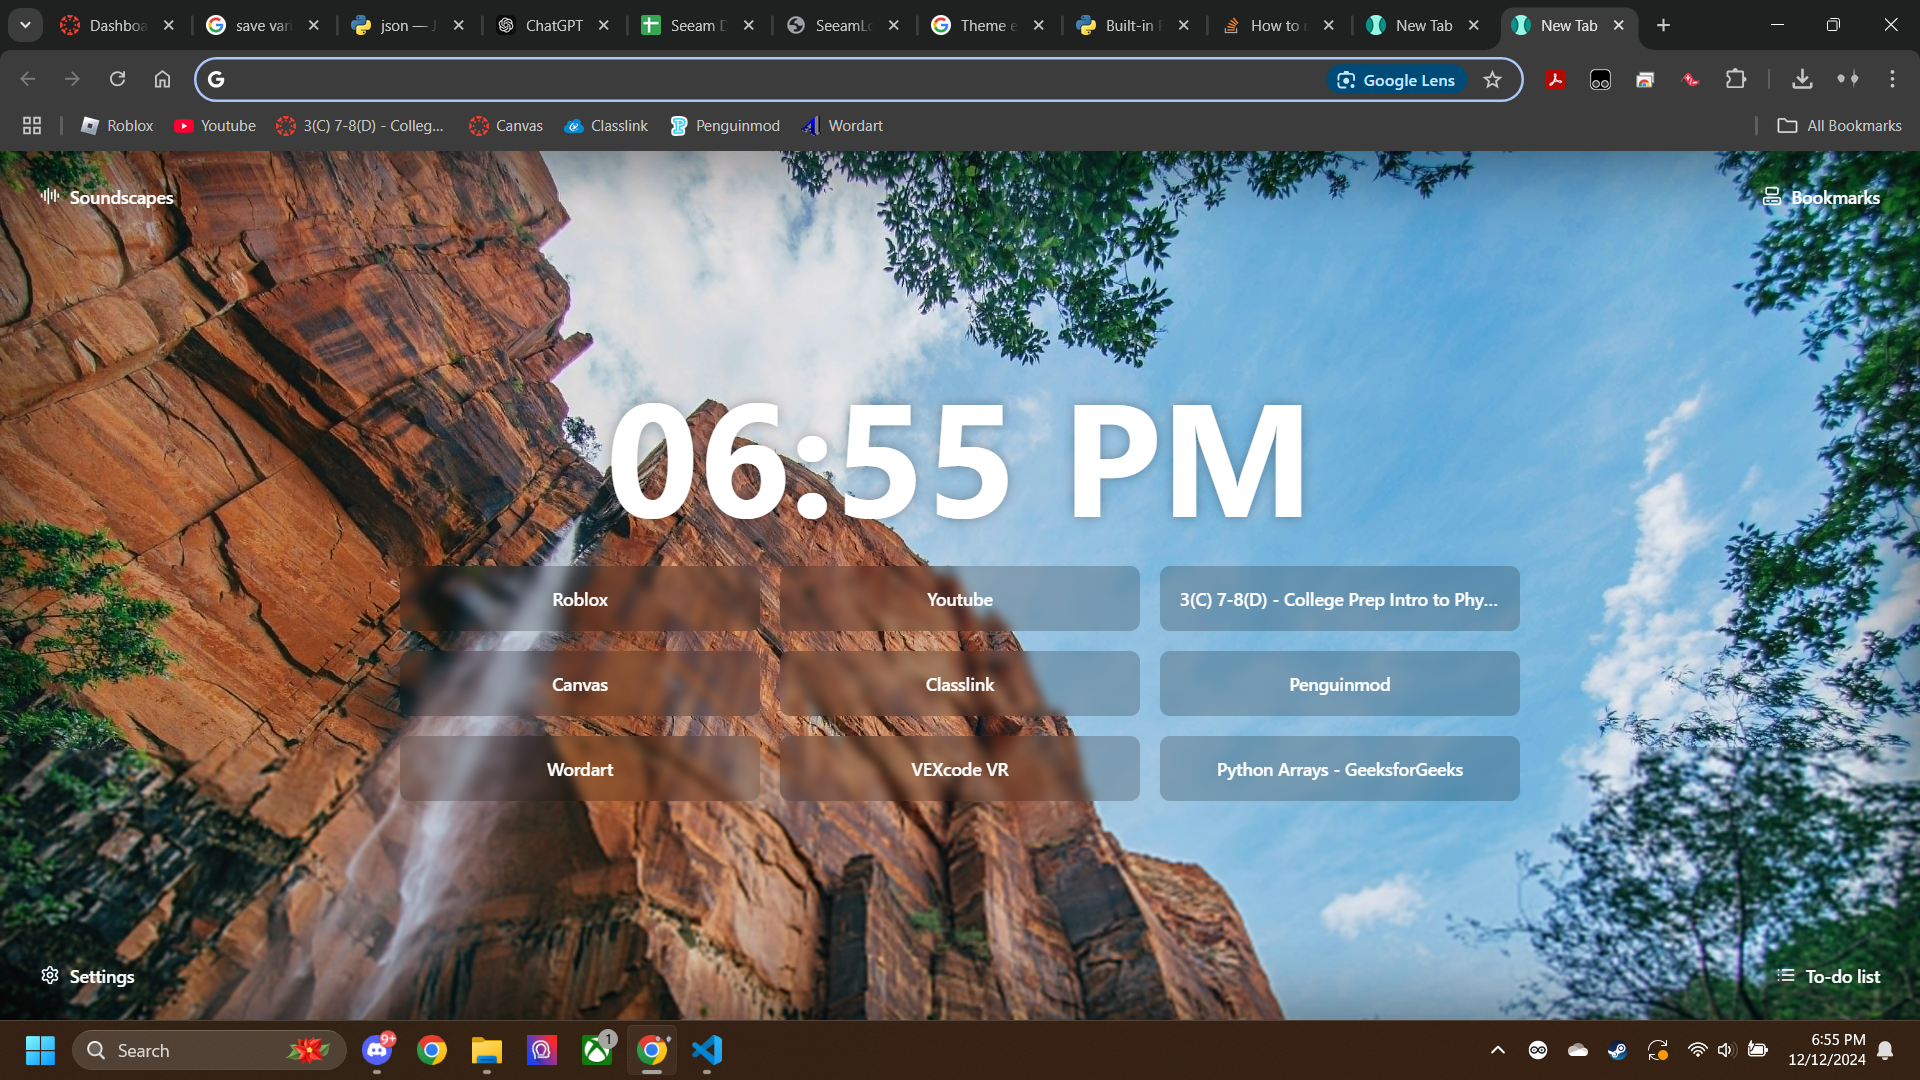 Dashboa
save van
json — J
ChatGPT
Seeam D
SeeamLo
Theme e
Built-in F
How to r
New Tab
New Tab
Google Lens
Roblox
Youtube
3(C) 7-8(D) - Colleg...
Canvas
Classlink
Penguinmod
Wordart
All Bookmarks
Soundscapes
Bookmarks
06:55 PM
Roblox
Youtube
3(C) 7-8(D) - College Prep Intro to Phy...
Canvas
Classlink
Penguinmod
Wordart
VEXcode VR
Python Arrays - GeeksforGeeks
Settings
To-do list
Search
9+
1
6:55 PM
12/12/2024